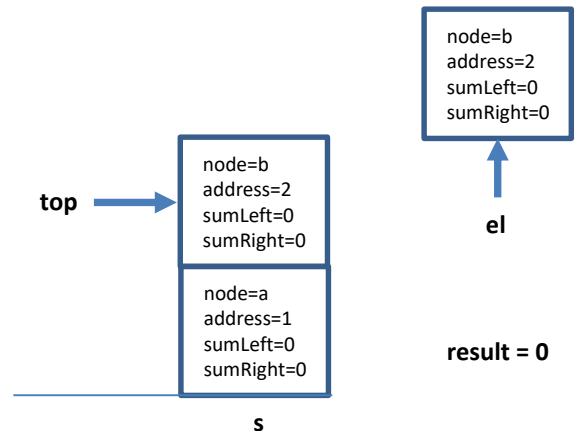 node=b
address=2
sumLeft=0
sumRight=0
el
top
node=b
address=2
sumLeft=0
sumRight=0
node=a
address=1
sumLeft=0
sumRight=0
result = 0
s